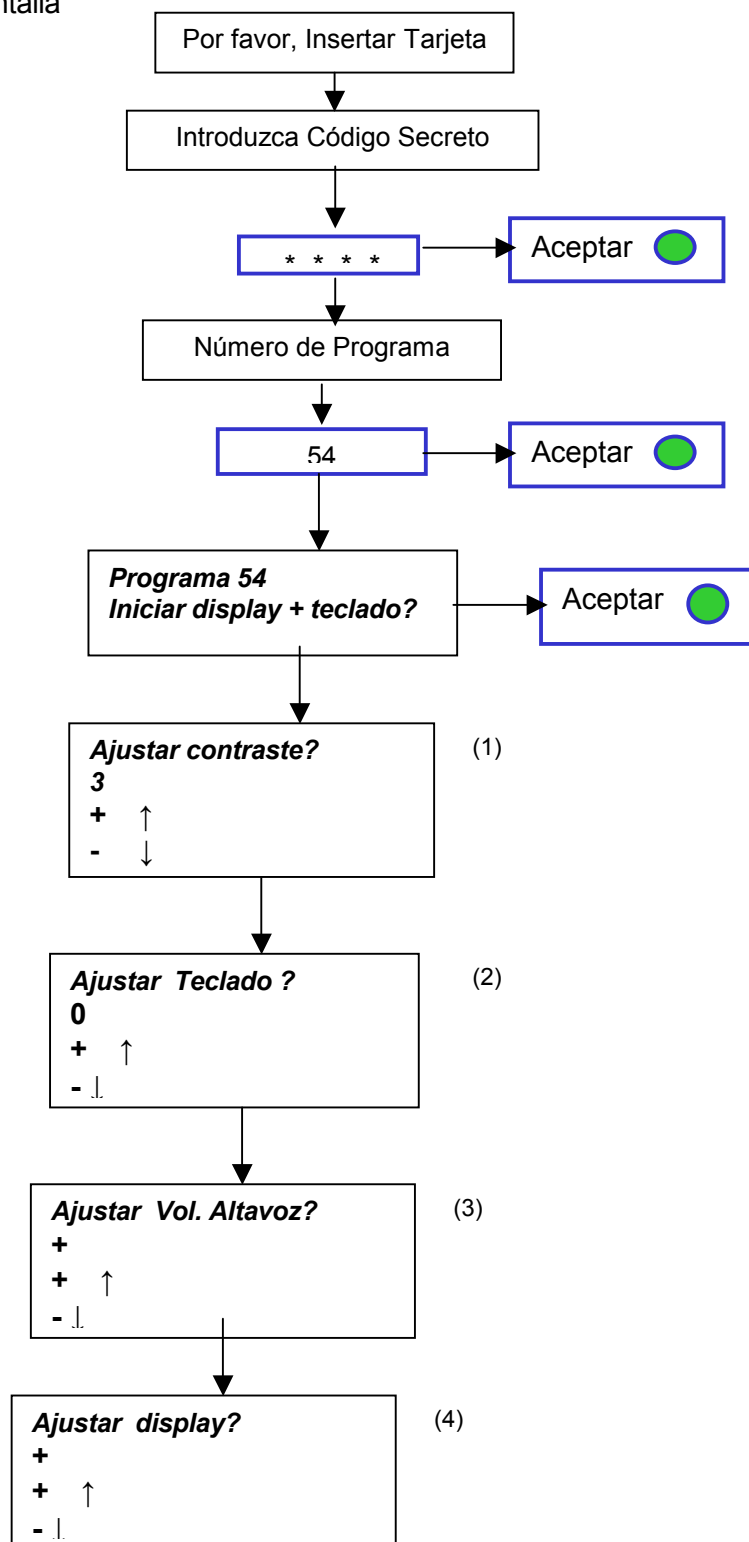 Por favor, Insertar Tarjeta
Introduzca Código Secreto
* * * *
Aceptar
Número de Programa
54
Aceptar
Programa 54
Iniciar display + teclado?
Aceptar
Ajustar contraste?
(1)
3
+ ↑
- ↓
Ajustar Teclado ?
(2)
0
+ ↑
- ↓
Ajustar Vol. Altavoz?
(3)
+
+ ↑
- ↓
Ajustar display?
(4)
+
+ ↑
- ↓